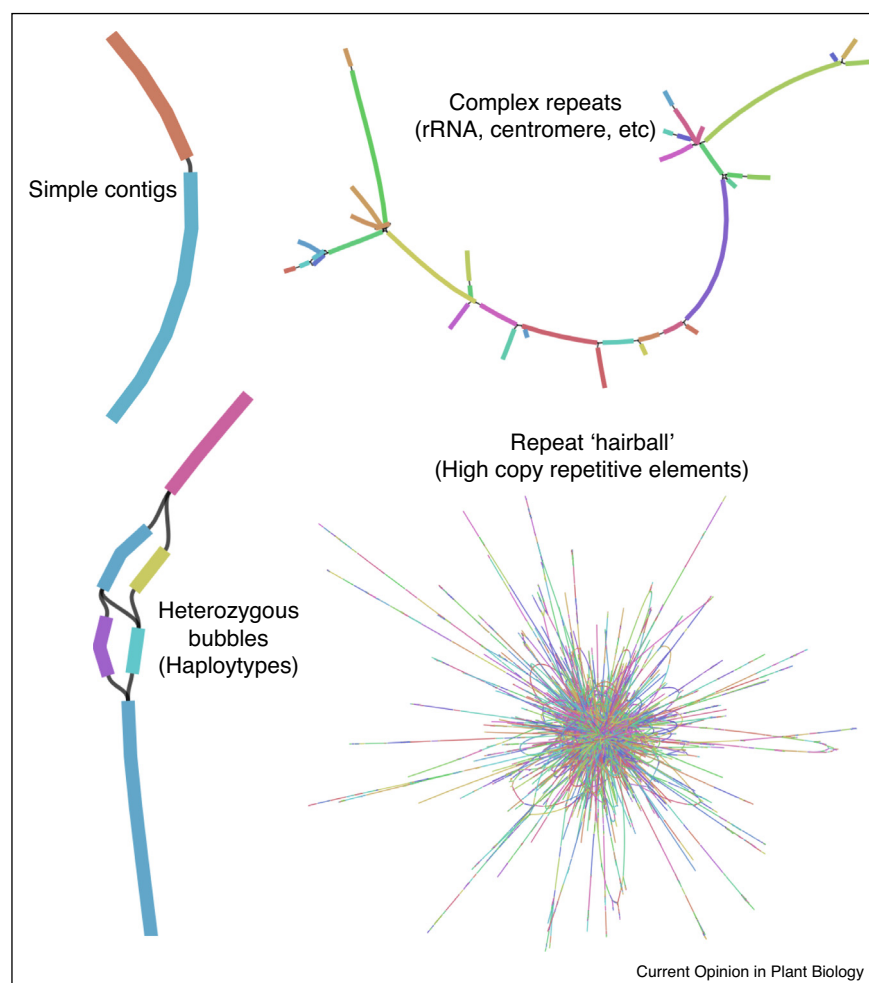 Simple contigs
Complex repeats
(rRNA, centromere, etc)
Heterozygous
bubbles
(Haploytypes)
Repeat ‘hairball’
(High copy repetitive elements)
Current Opinion in Plant Biology